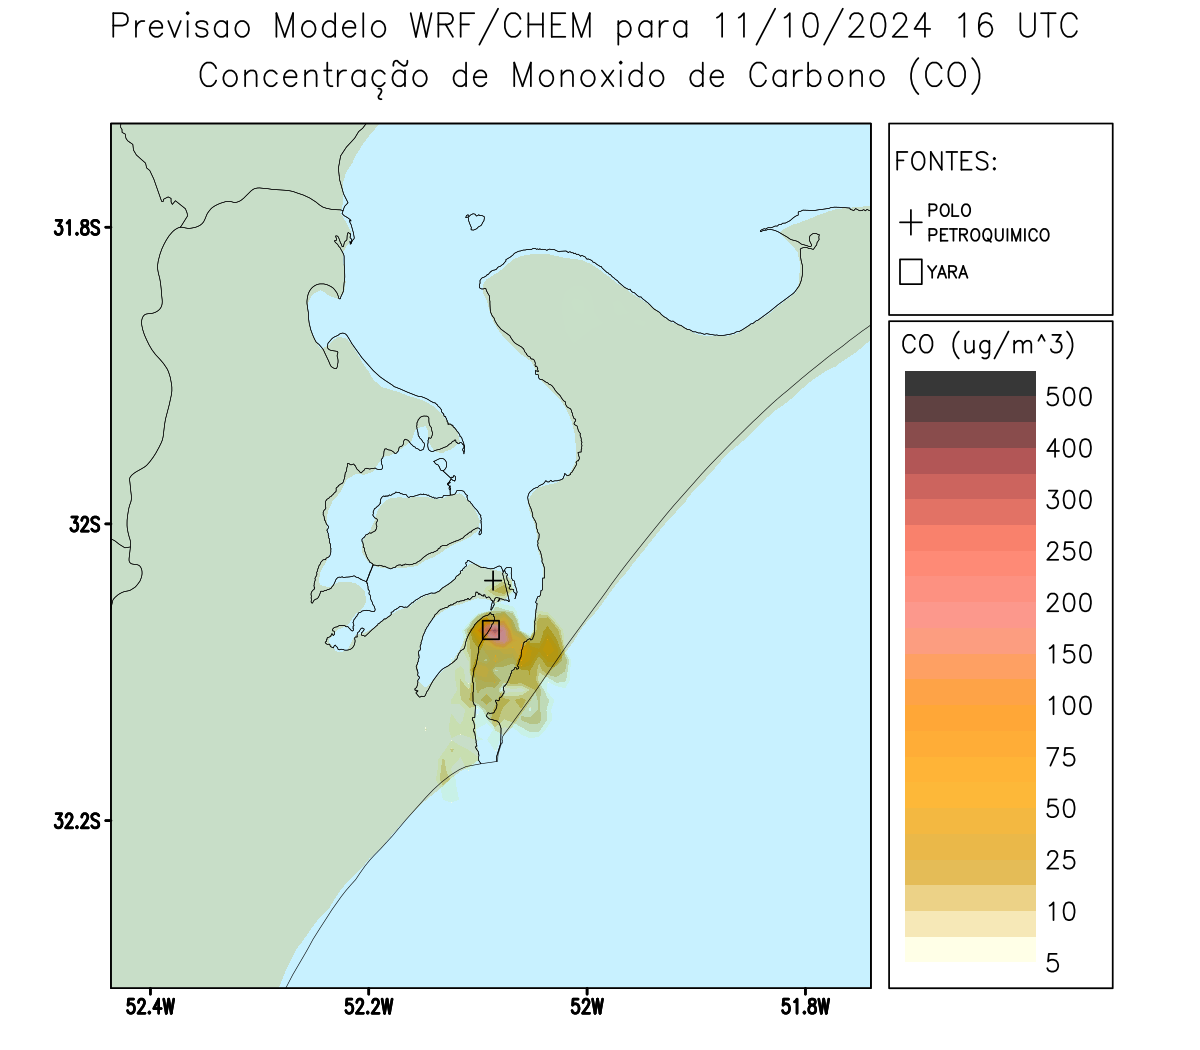 Previsao Modelo WRF/CHEM para 11/10/2024 16 UTC
Concentração de Monoxido de Carbono (CO)
FONTES:
POLO
PETROQUIMICO
YARA
CO (ug/m^3)
500
400
300
250
200
150
100
75
50
25
10
5
31.8S
32S
32.2S
52.4W
52.2W
52W
51.8W